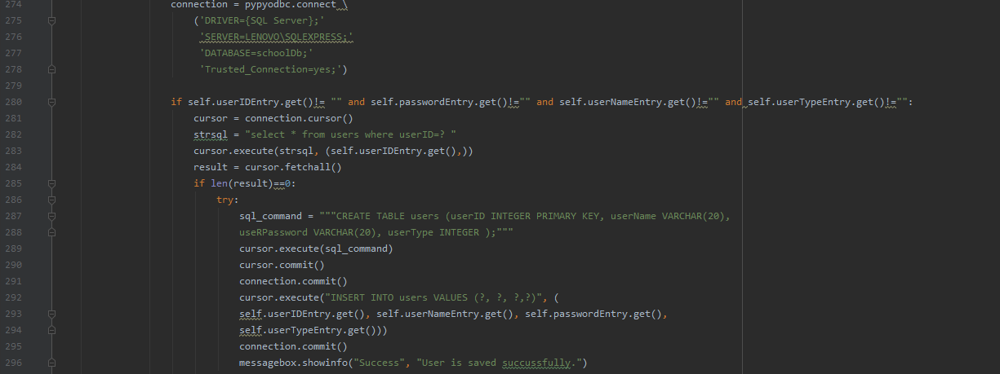 274 connection = pypyodbc.connect \
275 ('DRIVER={SQL Server};'
276 'SERVER=LENOVO\SQLEXPRESS;'
277 'DATABASE=schoolDb;'
278 'Trusted_Connection=yes;')
279
280 if self.userIDEntry.get()!= "" and self.passwordEntry.get()!="" and self.userNameEntry.get()!="" and self.userTypeEntry.get()!="":
281 cursor = connection.cursor()
282 strsql = "select * from users where userID=? "
283 cursor.execute(strsql, (self.userIDEntry.get(),))
284 result = cursor.fetchall()
285 if len(result)==0:
286 try:
287 sql_command = """CREATE TABLE users (userID INTEGER PRIMARY KEY, userName VARCHAR(20),
288 useRPassword VARCHAR(20), userType INTEGER );"""
289 cursor.execute(sql_command)
290 cursor.commit()
291 connection.commit()
292 cursor.execute("INSERT INTO users VALUES (?, ?, ?,?)", (
293 self.userIDEntry.get(), self.userNameEntry.get(), self.passwordEntry.get(),
294 self.userTypeEntry.get()))
295 connection.commit()
296 messagebox.showinfo("Success", "User is saved succussfully.")